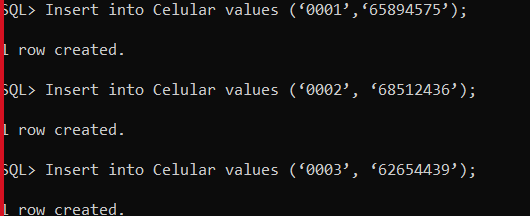 SQL> Insert into Celular values (‘0001’,‘65894575’);
1 row created.
SQL> Insert into Celular values (‘0002’, ‘68512436’);
1 row created.
SQL> Insert into Celular values (‘0003’, ‘62654439’);
1 row created.